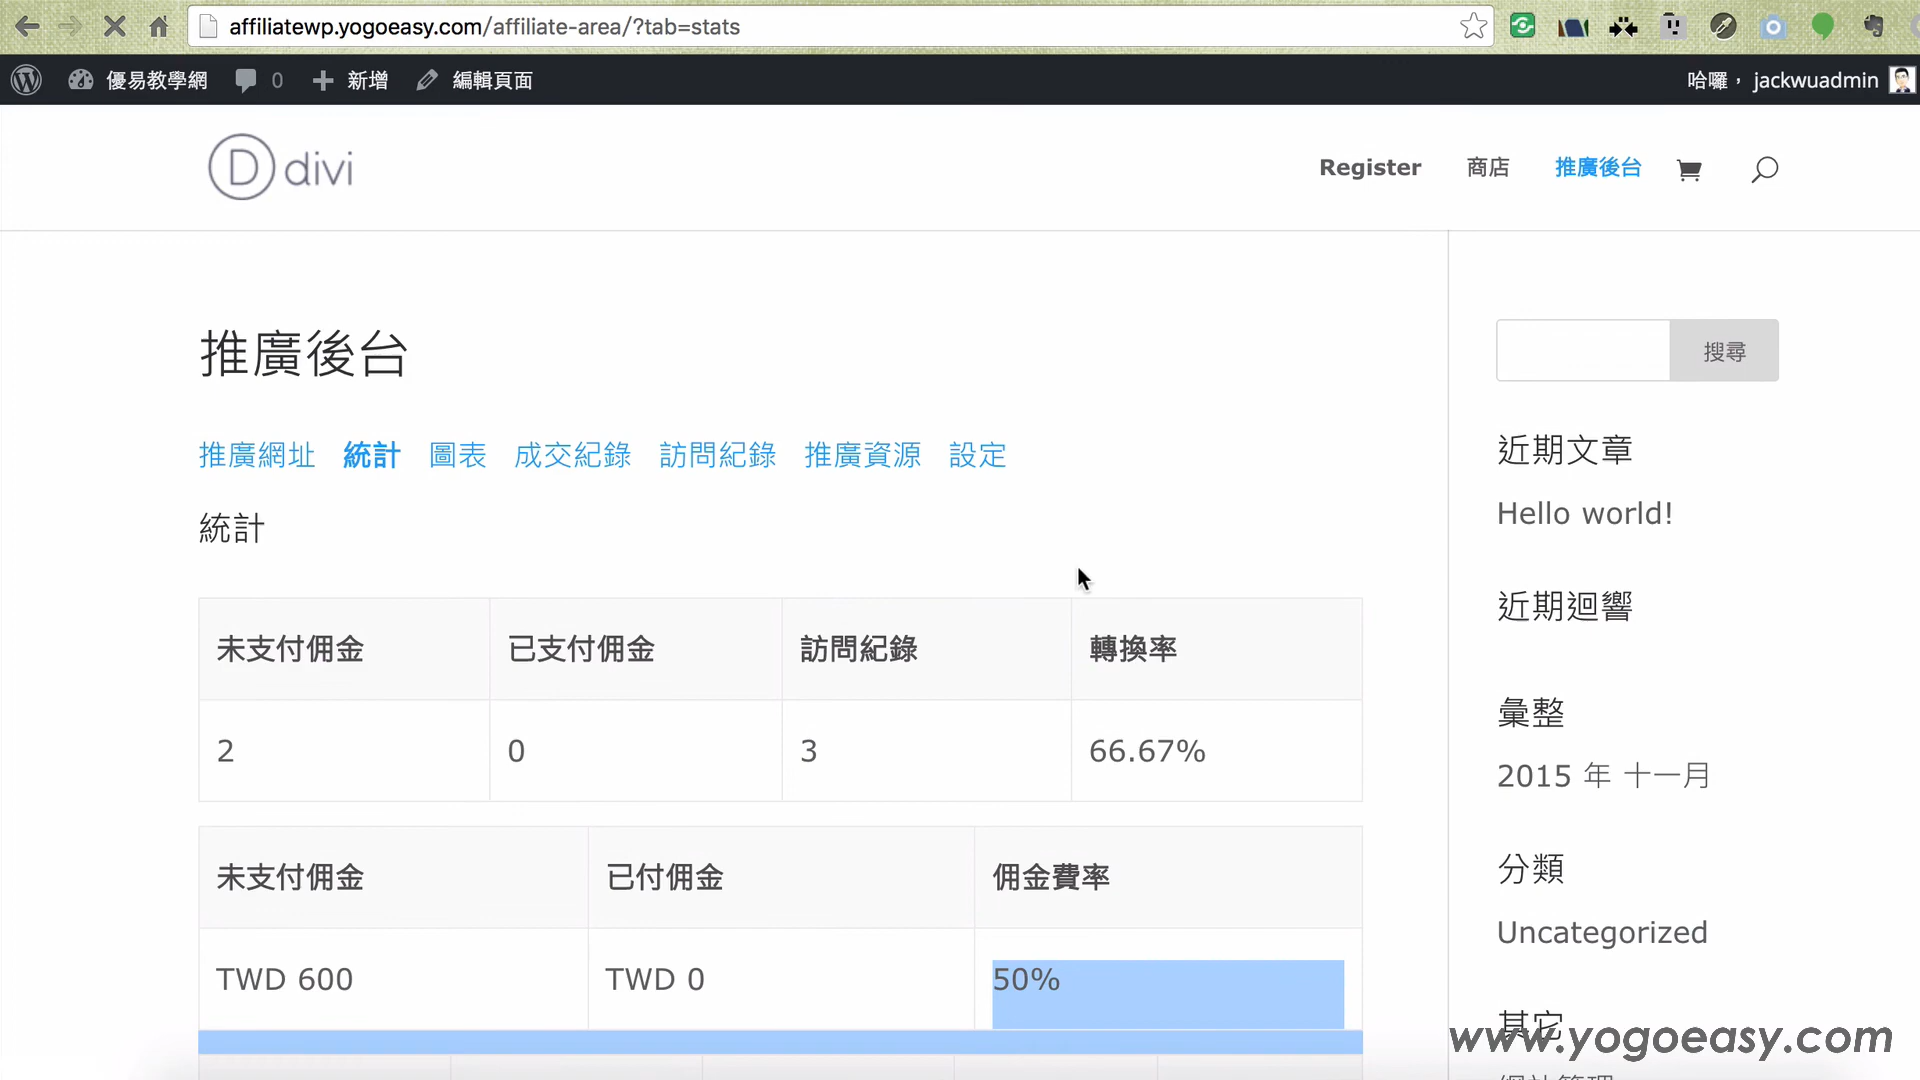 affiliatewp.yogoeasy.com/affiliate-area/?tab=stats
優易教學網 0 新增 編輯頁面 哈囉， jackwuadmin
D divi
Register 商店 推廣後台
推廣後台
推廣網址 統計 圖表 成交紀錄 訪問紀錄 推廣資源 設定
統計
未支付佣金 已支付佣金 訪問紀錄 轉換率
2 0 3 66.67%
未支付佣金 已付佣金 佣金費率
TWD 600 TWD 0 50%
搜尋
近期文章
Hello world!
近期迴響
彙整
2015 年 十一月
分類
Uncategorized
其它
www.yogoeasy.com